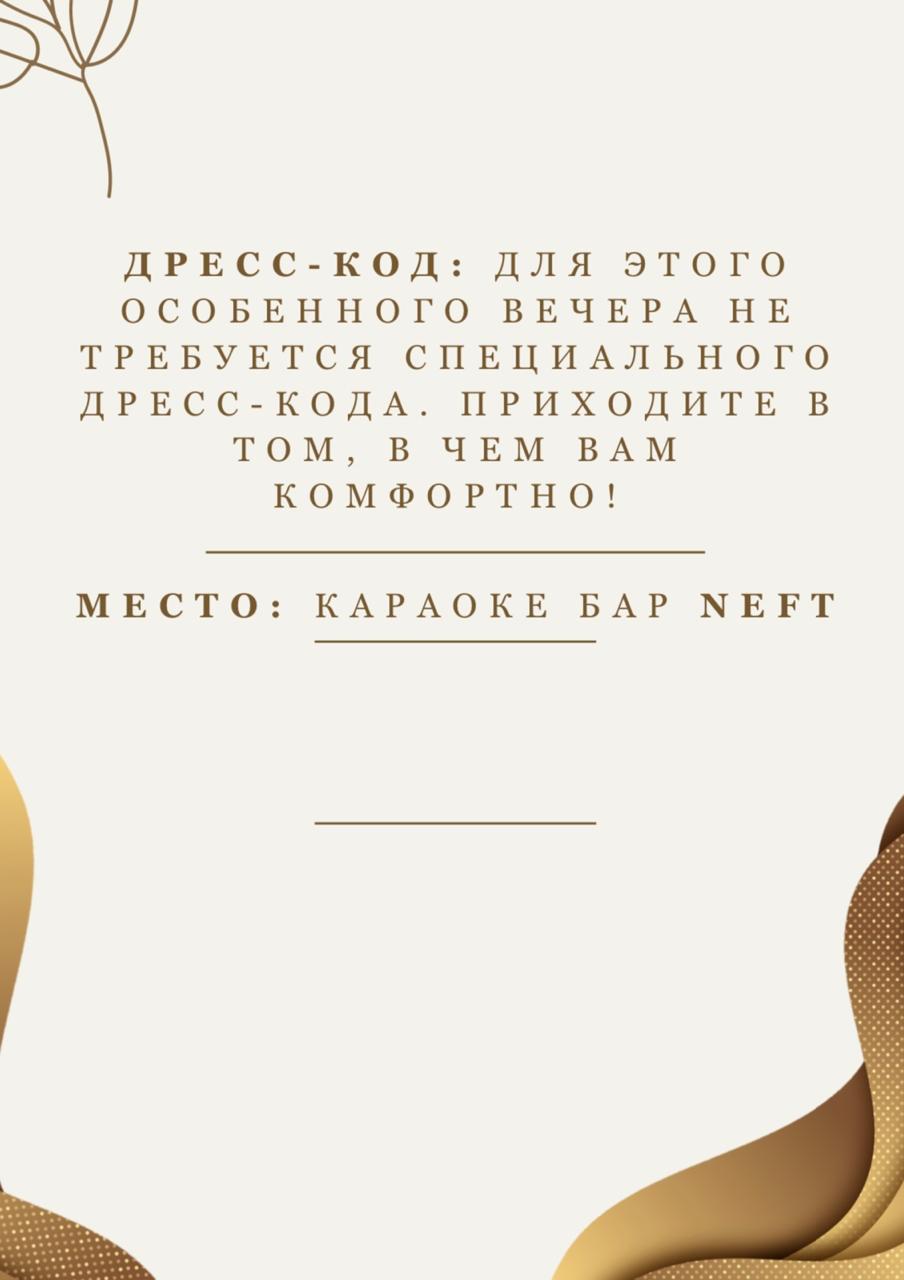 ДРЕСС-КОД: ДЛЯ ЭТОГО
ОСОБЕННОГО ВЕЧЕРА НЕ
ТРЕБУЕТСЯ СПЕЦИАЛЬНОГО
ДРЕСС-КОДА. ПРИХОДИТЕ В
ТОМ, В ЧЕМ ВАМ
КОМФОРТНО!
МЕСТО: КАРАОКЕ БАР NEFT